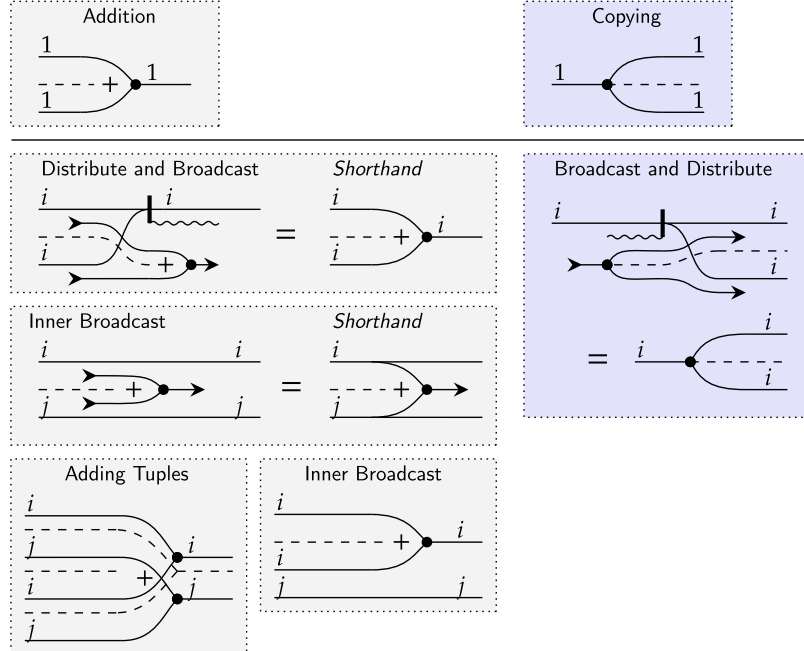 Addition
1
1
+
1
Copying
1
1
1
Distribute and Broadcast
Shorthand
i
i
i
+
=
i
i
+
i
Broadcast and Distribute
i
i
i
=
i
i
i
Inner Broadcast
Shorthand
i
i
+
j
j
=
i
+
j
Adding Tuples
i
j
i
+
i
j
j
Inner Broadcast
i
+
i
i
j
j